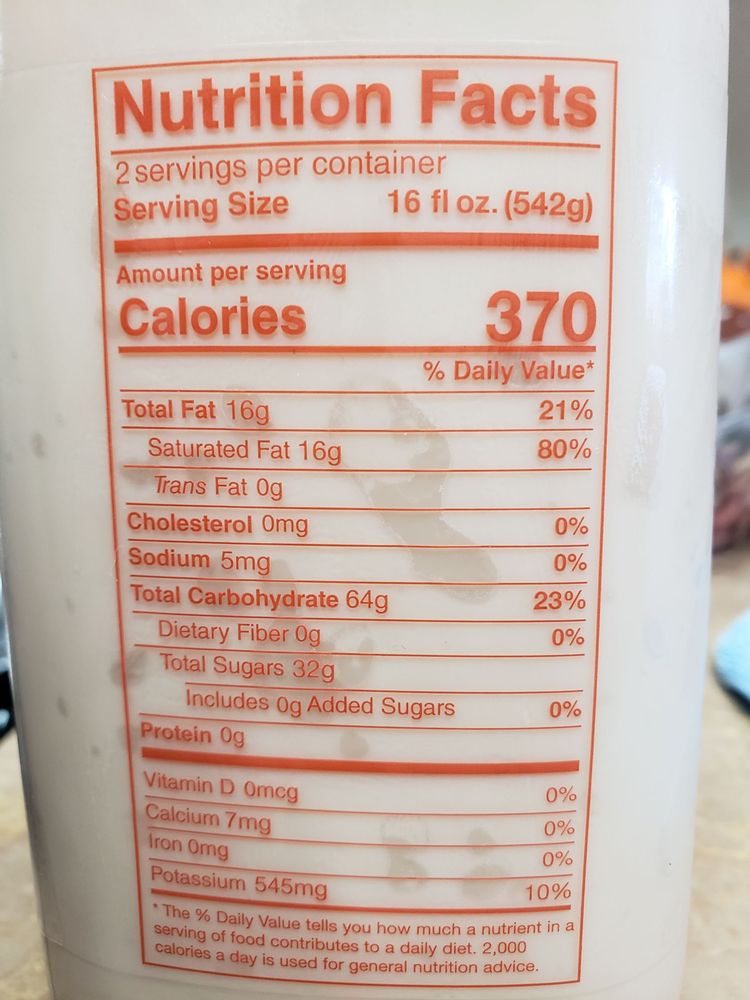 Nutrition Facts
2 servings per container
Serving Size 16 fl oz. (542g)
Amount per serving
Calories 370
% Daily Value*
Total Fat 16g 21%
Saturated Fat 16g 80%
Trans Fat 0g
Cholesterol 0mg 0%
Sodium 5mg 0%
Total Carbohydrate 64g 23%
Dietary Fiber 0g 0%
Total Sugars 32g
Includes 0g Added Sugars 0%
Protein 0g
Vitamin D 0mcg 0%
Calcium 7mg 0%
Iron 0mg 0%
Potassium 545mg 10%
* The % Daily Value tells you how much a nutrient in a
serving of food contributes to a daily diet. 2,000
calories a day is used for general nutrition advice.